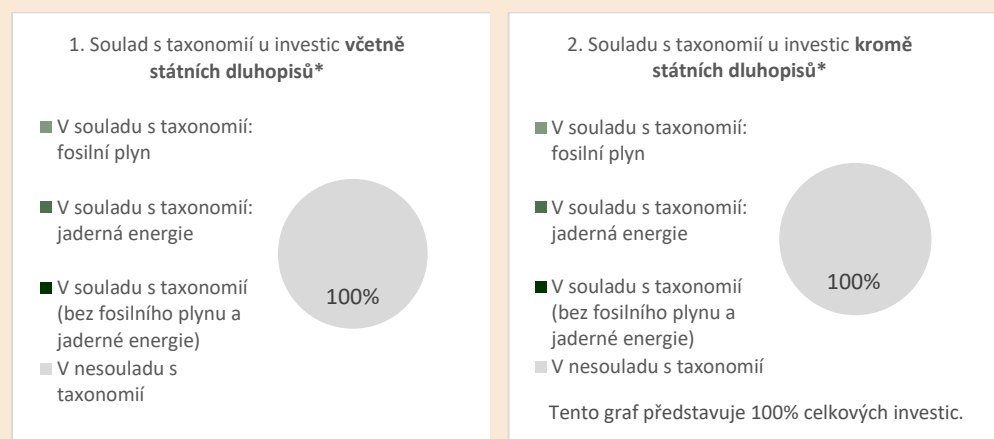 1. Soulad s taxonomií u investic včetně
státních dluhopisů*
V souladu s taxonomií:
fosilní plyn
V souladu s taxonomií:
jaderná energie
V souladu s taxonomií
(bez fosilního plynu a
jaderné energie)
V nesouladu s
taxonomií
100%
2. Souladu s taxonomií u investic kromě
státních dluhopisů*
V souladu s taxonomií:
fosilní plyn
V souladu s taxonomií:
jaderná energie
V souladu s taxonomií
(bez fosilního plynu a
jaderné energie)
V nesouladu s taxonomií
100%
Tento graf představuje 100% celkových investic.